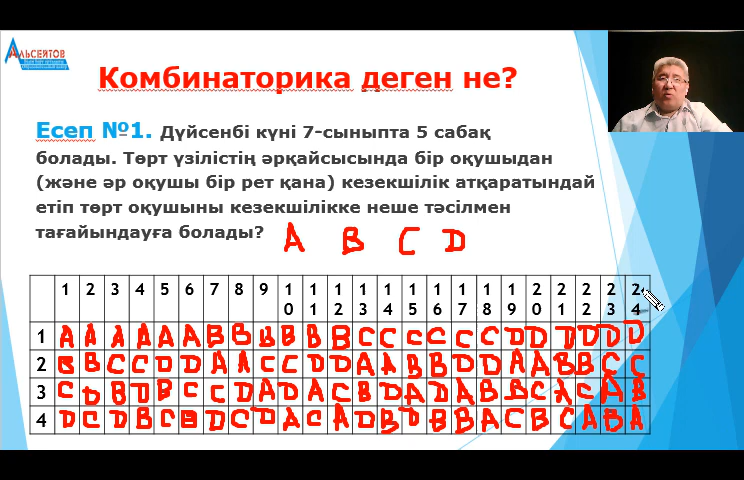 АЛЬСЕЙТОВ
Комбинаторика деген не?
Есеп №1. Дүйсенбі күні 7-сыныпта 5 сабақ
болады. Төрт үзілістің әрқайсысында бір оқушыдан
(және әр оқушы бір рет қана) кезекшілік атқаратындай
етіп төрт оқушыны кезекшілікке неше тәсілмен
тағайындауға болады?
A B C D
1 2 3 4 5 6 7 8 9 10 11 12 13 14 15 16 17 18 19 20 21 22 23 24
1 A A A A A A B B B B B B C C C C C C D D D D D D
2 B B C C D D A A C C D D A A B B D D A A B B C C
3 C D B D B C C D A D A C B D A D A B B C A C A B
4 D C D B C B D C D A C A D B D B B A C B C A B A